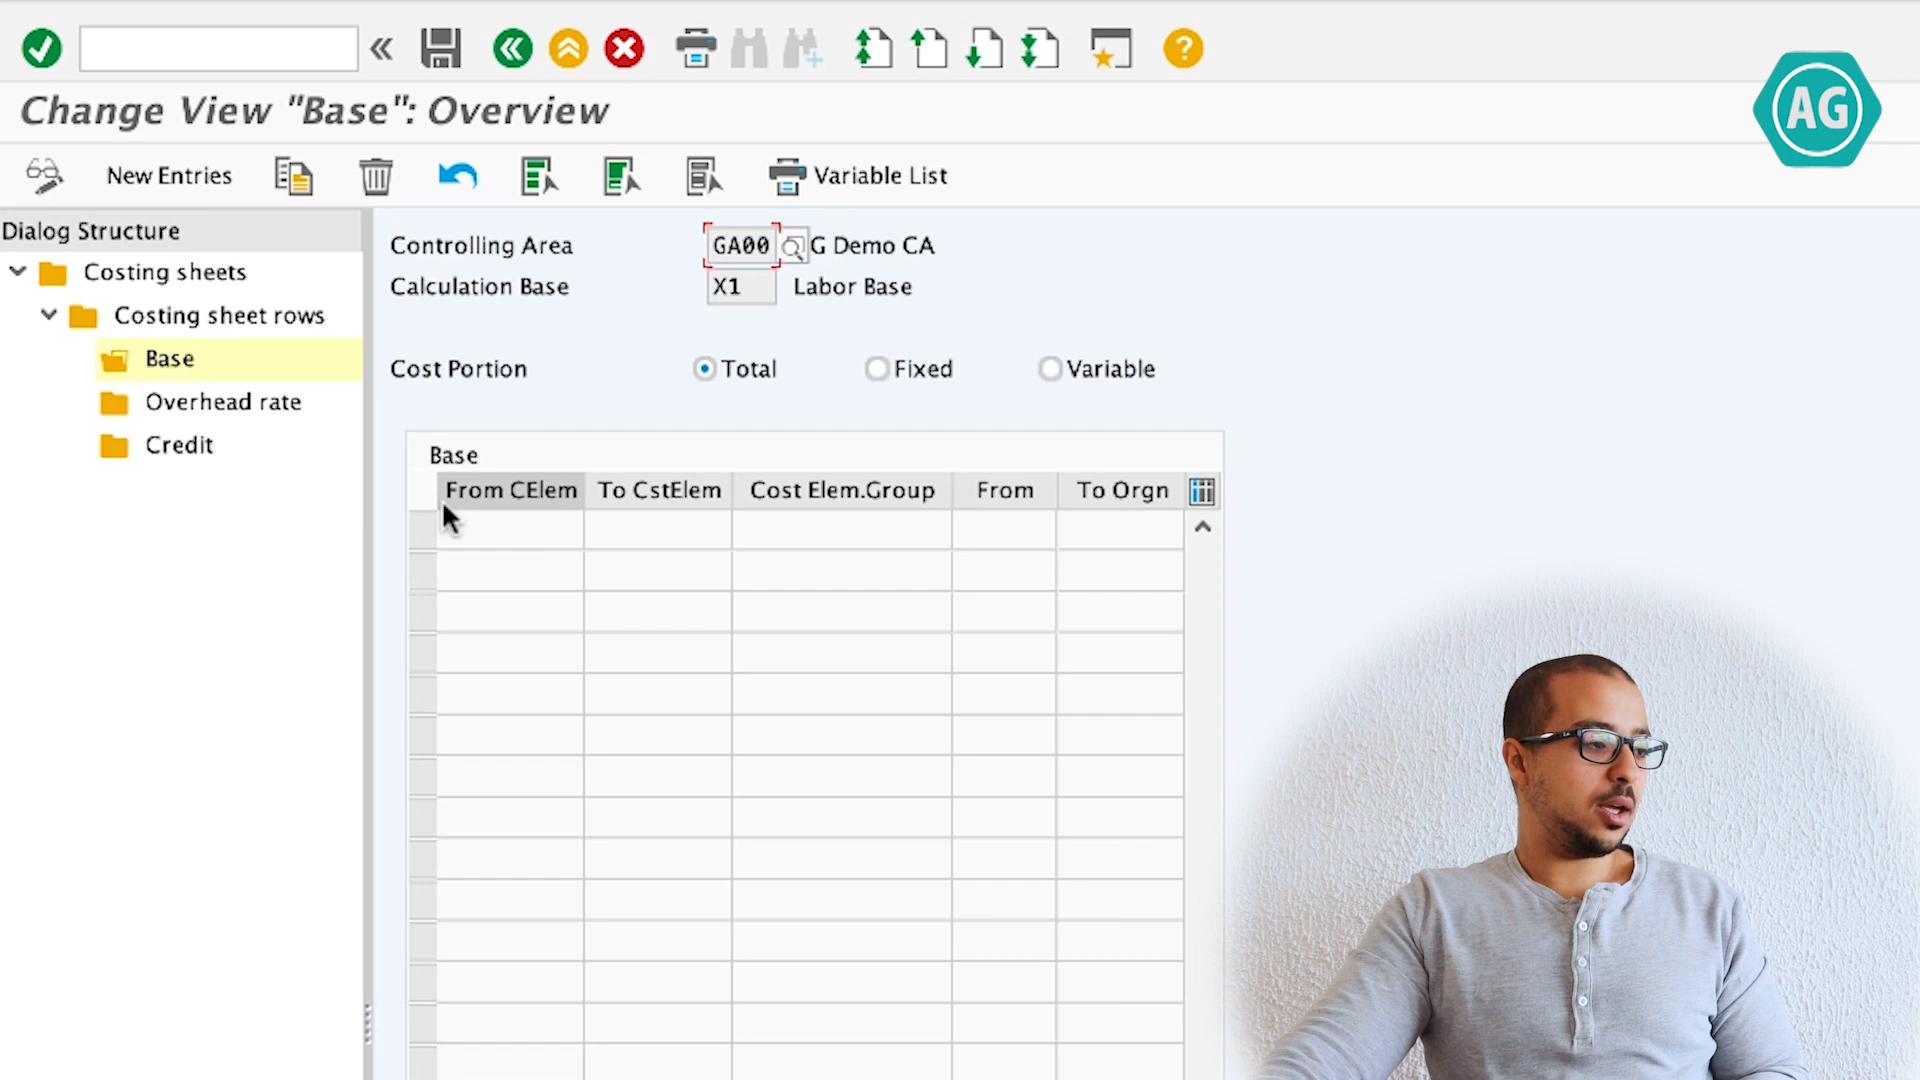 Change View "Base": Overview
AG
New Entries
Variable List
Dialog Structure
Costing sheets
Costing sheet rows
Base
Overhead rate
Credit
Controlling Area GA00 G Demo CA
Calculation Base X1 Labor Base
Cost Portion Total Fixed Variable
Base
From CElem To CstElem Cost Elem.Group From To Orgn